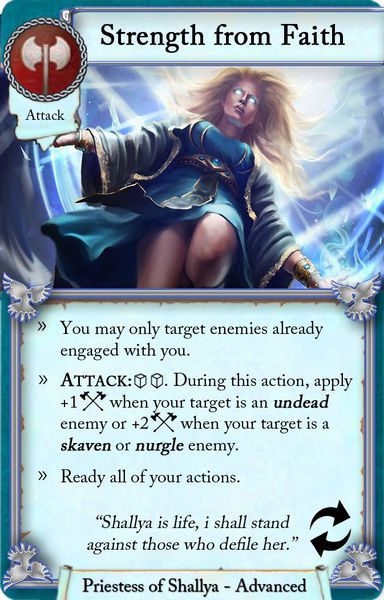 Strength from Faith
Attack
» You may only target enemies already
engaged with you.
» ATTACK: . During this action, apply
+1 when your target is an undead
enemy or +2 when your target is a
skaven or nurgle enemy.
» Ready all of your actions.
“Shallya is life, i shall stand
against those who defile her.”
Priestess of Shallya - Advanced